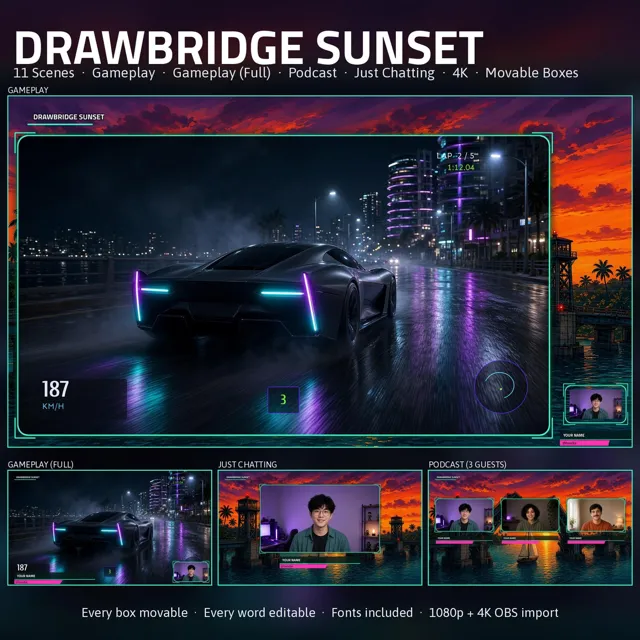 DRAWBRIDGE SUNSET
11 Scenes · Gameplay · Gameplay (Full) · Podcast · Just Chatting · 4K · Movable Boxes
GAMEPLAY
DRAWBRIDGE SUNSET
LAP 2 / 5
1:12.04
187
KM/H
3
YOUR NAME
GAMEPLAY (FULL)
JUST CHATTING
PODCAST (3 GUESTS)
187
YOUR NAME
YOUR NAME
Every box movable · Every word editable · Fonts included · 1080p + 4K OBS import